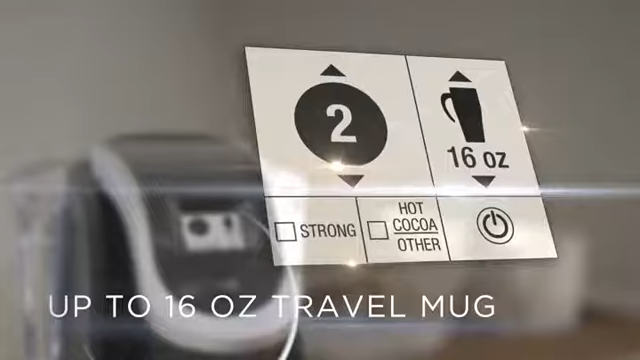 2
16 oz
STRONG
HOT
COCOA
OTHER
UP TO 16 OZ TRAVEL MUG